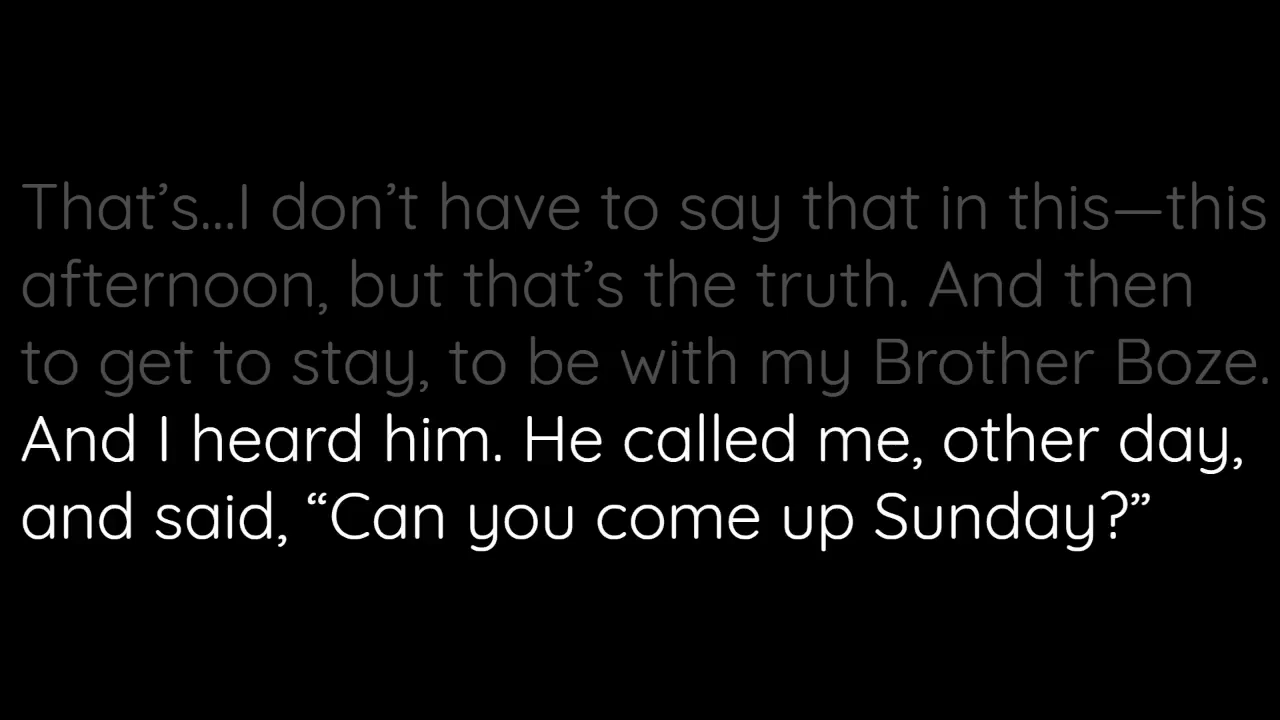 That’s...I don’t have to say that in this—this
afternoon, but that’s the truth. And then
to get to stay, to be with my Brother Boze.
And I heard him. He called me, other day,
and said, “Can you come up Sunday?”